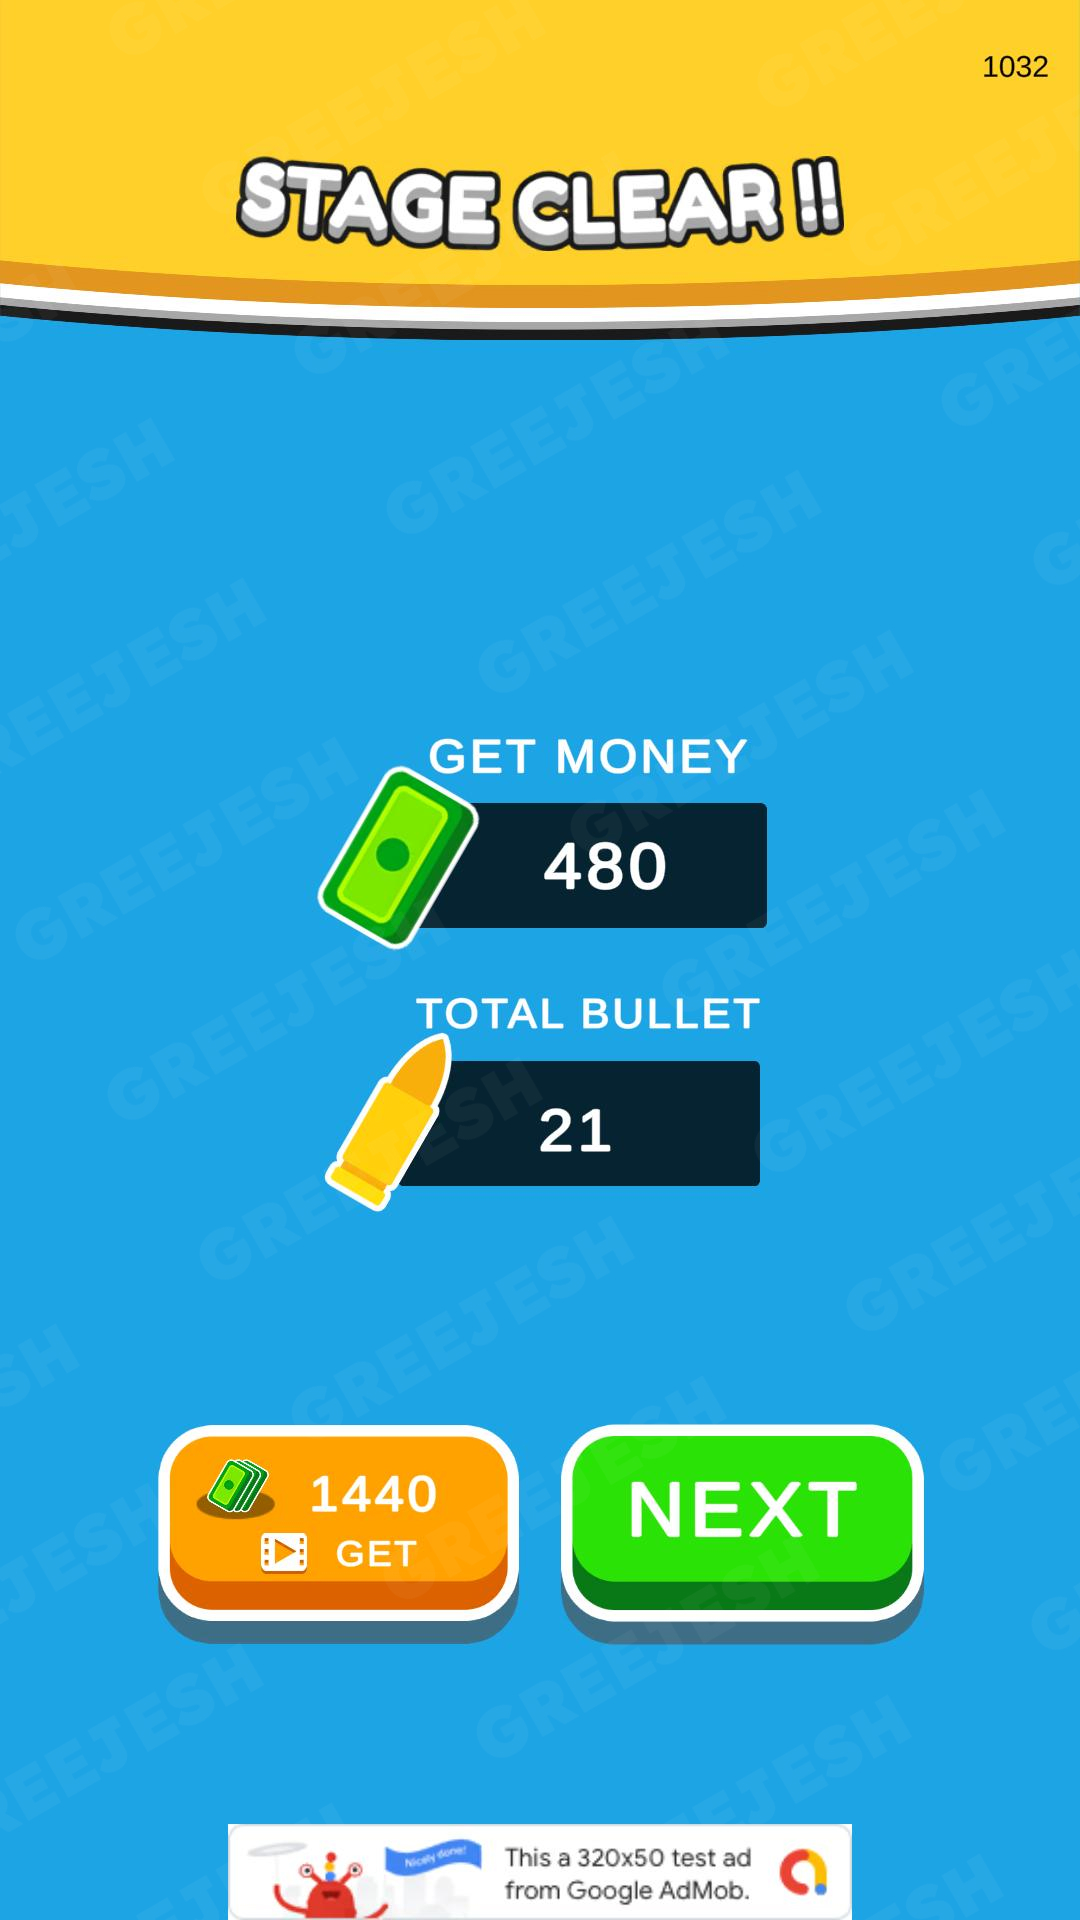 1032
STAGE CLEAR !!
GET MONEY
480
TOTAL BULLET
21
1440
GET
NEXT
Nicely done!
This a 320x50 test ad
from Google AdMob.
GREEJESH